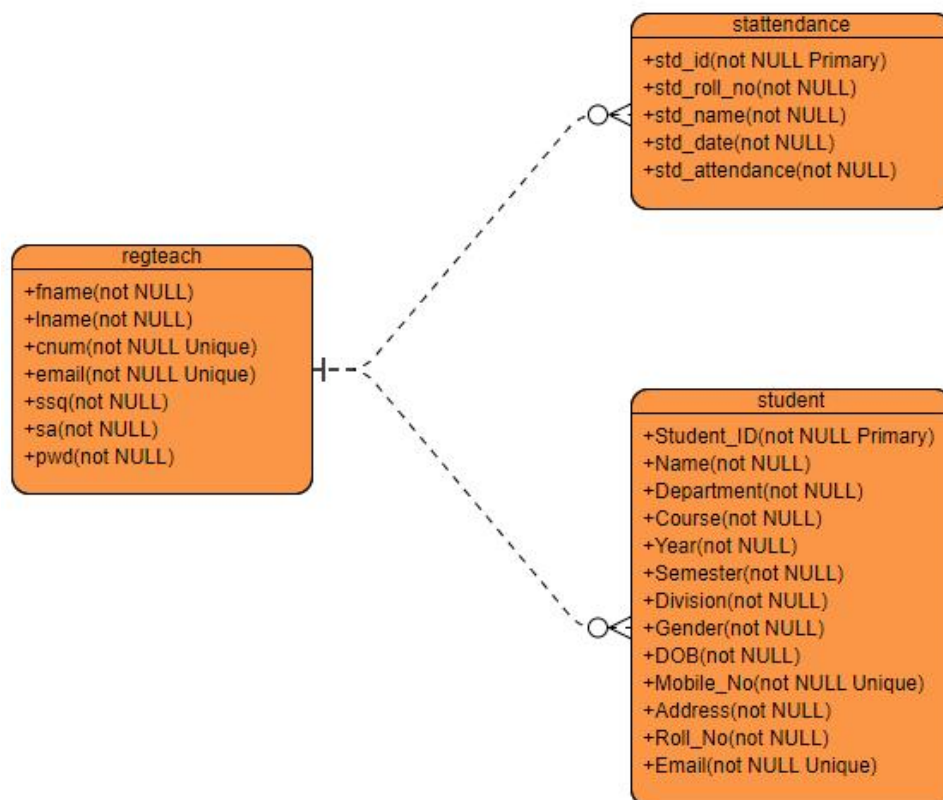 stattendance
+std_id(not NULL Primary)
+std_roll_no(not NULL)
+std_name(not NULL)
+std_date(not NULL)
+std_attendance(not NULL)
regteach
+fname(not NULL)
+lname(not NULL)
+cnum(not NULL Unique)
+email(not NULL Unique)
+ssq(not NULL)
+sa(not NULL)
+pwd(not NULL)
student
+Student_ID(not NULL Primary)
+Name(not NULL)
+Department(not NULL)
+Course(not NULL)
+Year(not NULL)
+Semester(not NULL)
+Division(not NULL)
+Gender(not NULL)
+DOB(not NULL)
+Mobile_No(not NULL Unique)
+Address(not NULL)
+Roll_No(not NULL)
+Email(not NULL Unique)